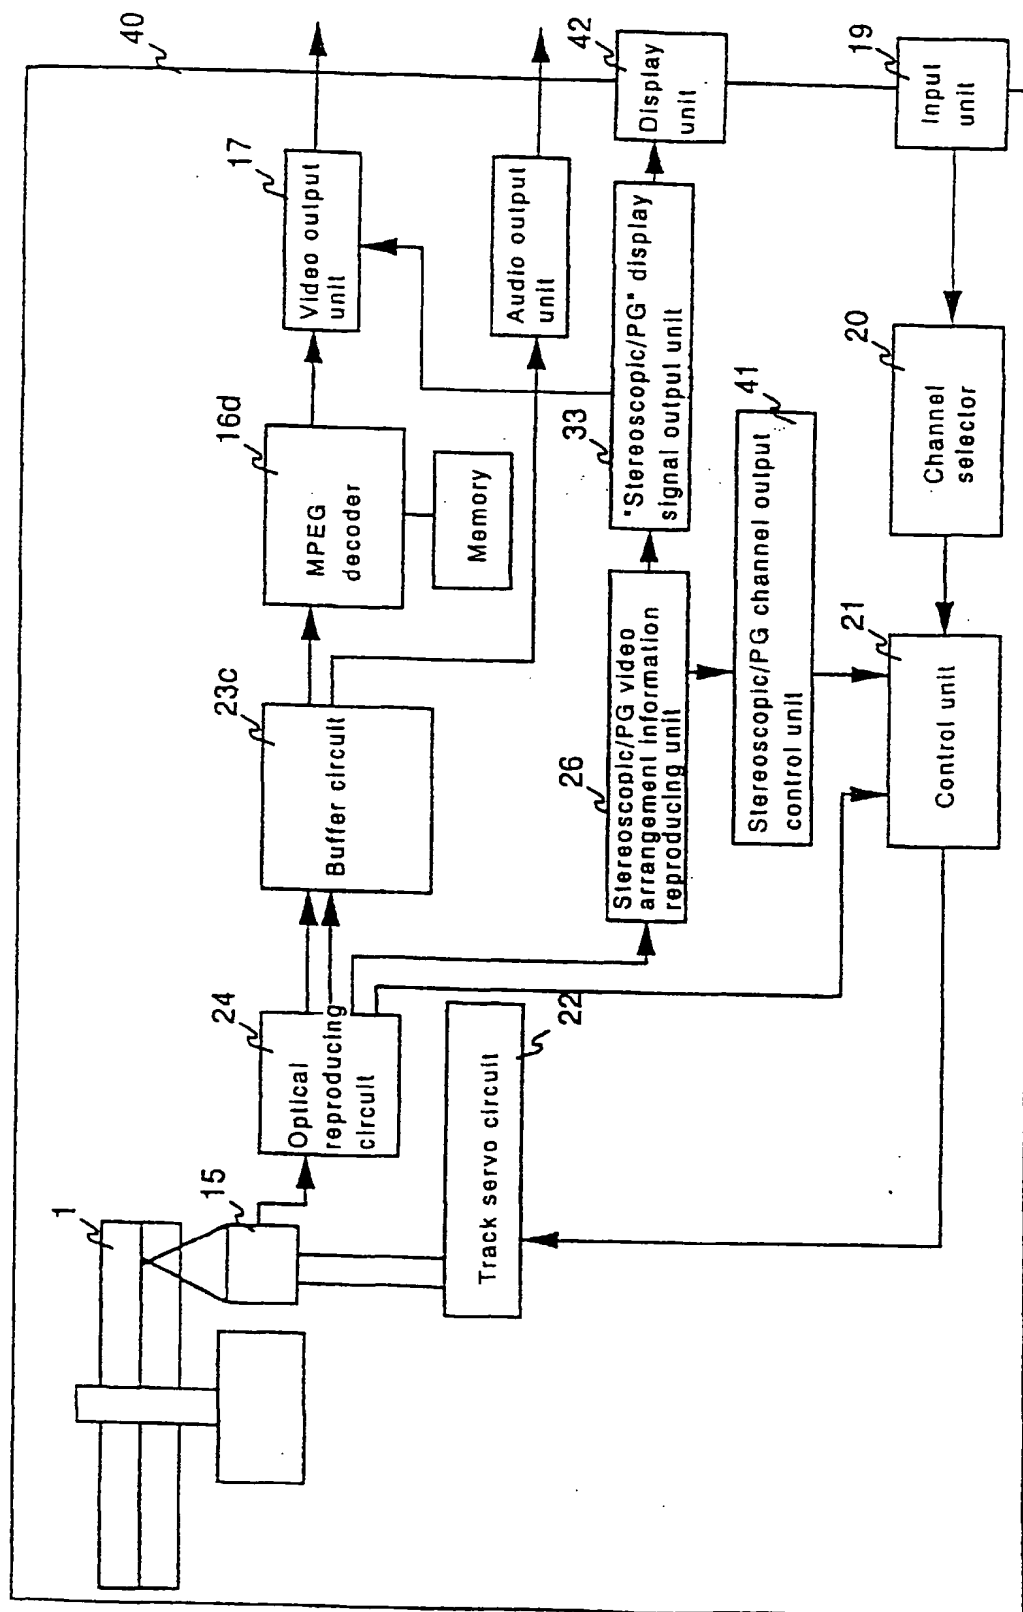 40
17
Video output
unit
Audio output
unit
42
Display
unit
19
Input
unit
16d
MPEG
decoder
Memory
33
"Stereoscopic/PG" display
signal output unit
20
Channel
selector
41
Stereoscopic/PG channel output
control unit
23c
Buffer circuit
26
Stereoscopic/PG video
arrangement information
reproducing unit
21
Control unit
24
Optical
reproducing
circuit
22
Track servo circuit
15
1